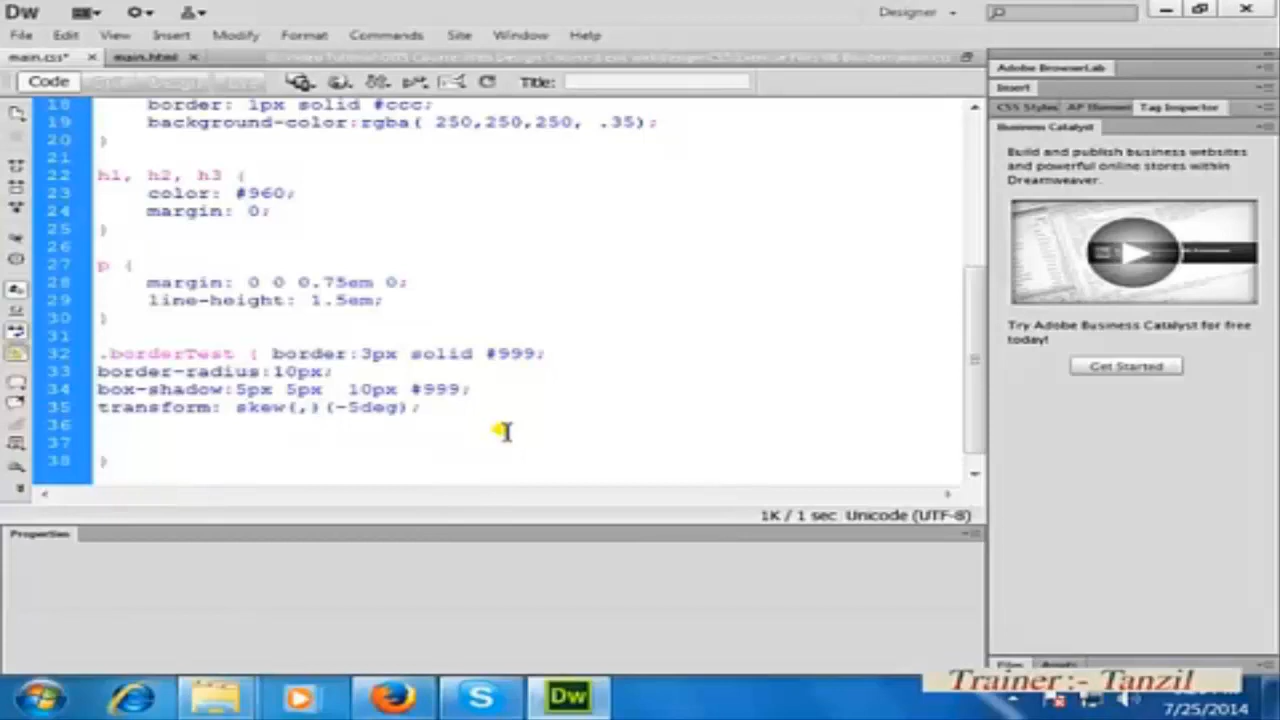 Dw
Designer
File Edit View Insert Modify Format Commands Site Window Help
main.css* main.html
Code Title:
18 border: 1px solid #ccc;
19 background-color:rgba( 250,250,250, .35);
20 }
21
22 h1, h2, h3 {
23 color: #960;
24 margin: 0;
25 }
26
27 p {
28 margin: 0 0 0.75em 0;
29 line-height: 1.5em;
30 }
31
32 .borderTest { border:3px solid #999;
33 border-radius:10px;
34 box-shadow:5px 5px 10px #999;
35 transform: skew(,)(-5deg);
36
37
38 }
1K / 1 sec Unicode (UTF-8)
Properties
Adobe BrowserLab
Insert
CSS Styles AP Element Tag Inspector
Business Catalyst
Build and publish business websites
and powerful online stores within
Dreamweaver.
Try Adobe Business Catalyst for free
today!
Get Started
Files Assets
Trainer :- Tanzil
Dw
7/25/2014